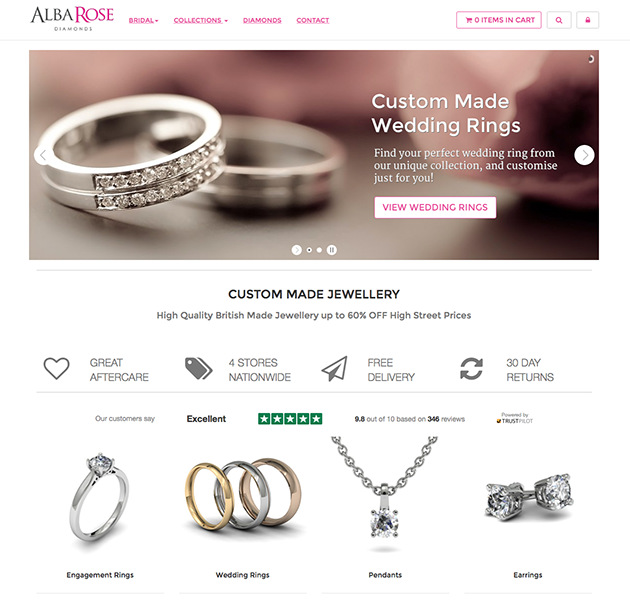 ALBA ROSE
DIAMONDS
BRIDAL
COLLECTIONS
DIAMONDS
CONTACT
0 ITEMS IN CART
Custom Made
Wedding Rings
Find your perfect wedding ring from
our unique collection, and customise
just for you!
VIEW WEDDING RINGS
CUSTOM MADE JEWELLERY
High Quality British Made Jewellery up to 60% OFF High Street Prices
GREAT
AFTERCARE
4 STORES
NATIONWIDE
FREE
DELIVERY
30 DAY
RETURNS
Our customers say
Excellent
9.8 out of 10 based on 346 reviews
Powered by
TRUSTPILOT
Engagement Rings
Wedding Rings
Pendants
Earrings